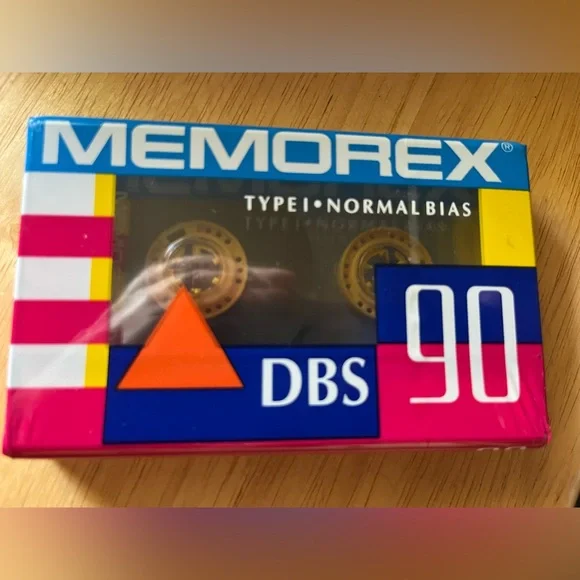 MEMOREX®
TYPE I • NORMAL BIAS
DBS
90